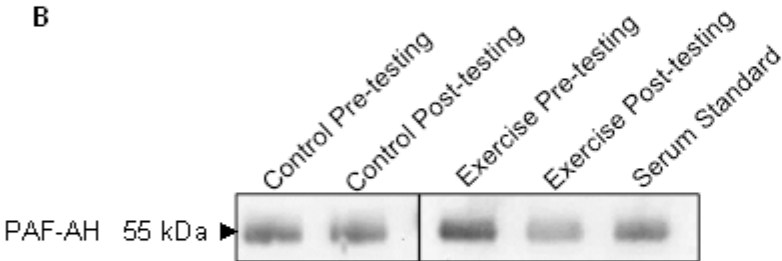 B
Control Pre-testing
Control Post-testing
Exercise Pre-testing
Exercise Post-testing
Serum Standard
PAF-AH 55 kDa